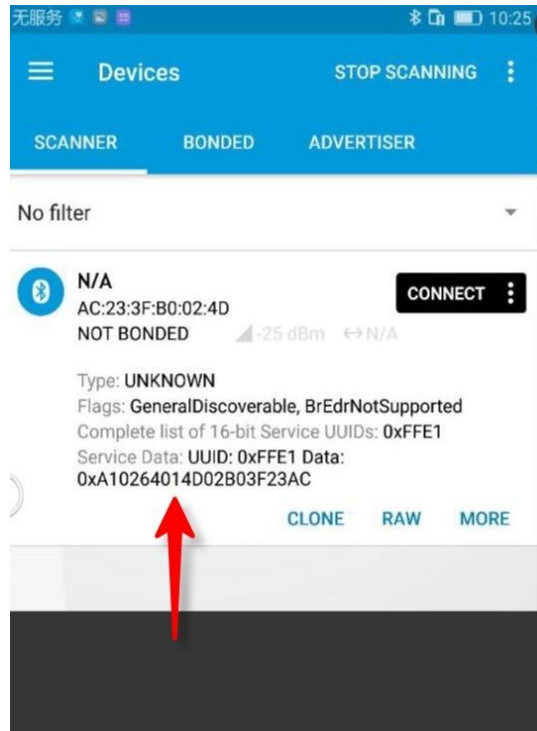 无服务 10:25
Devices STOP SCANNING
SCANNER BONDED ADVERTISER
No filter
N/A
CONNECT
AC:23:3F:B0:02:4D
NOT BONDED -25 dBm ↔N/A
Type: UNKNOWN
Flags: GeneralDiscoverable, BrEdrNotSupported
Complete list of 16-bit Service UUIDs: 0xFFE1
Service Data: UUID: 0xFFE1 Data:
0xA10264014D02B03F23AC
CLONE RAW MORE